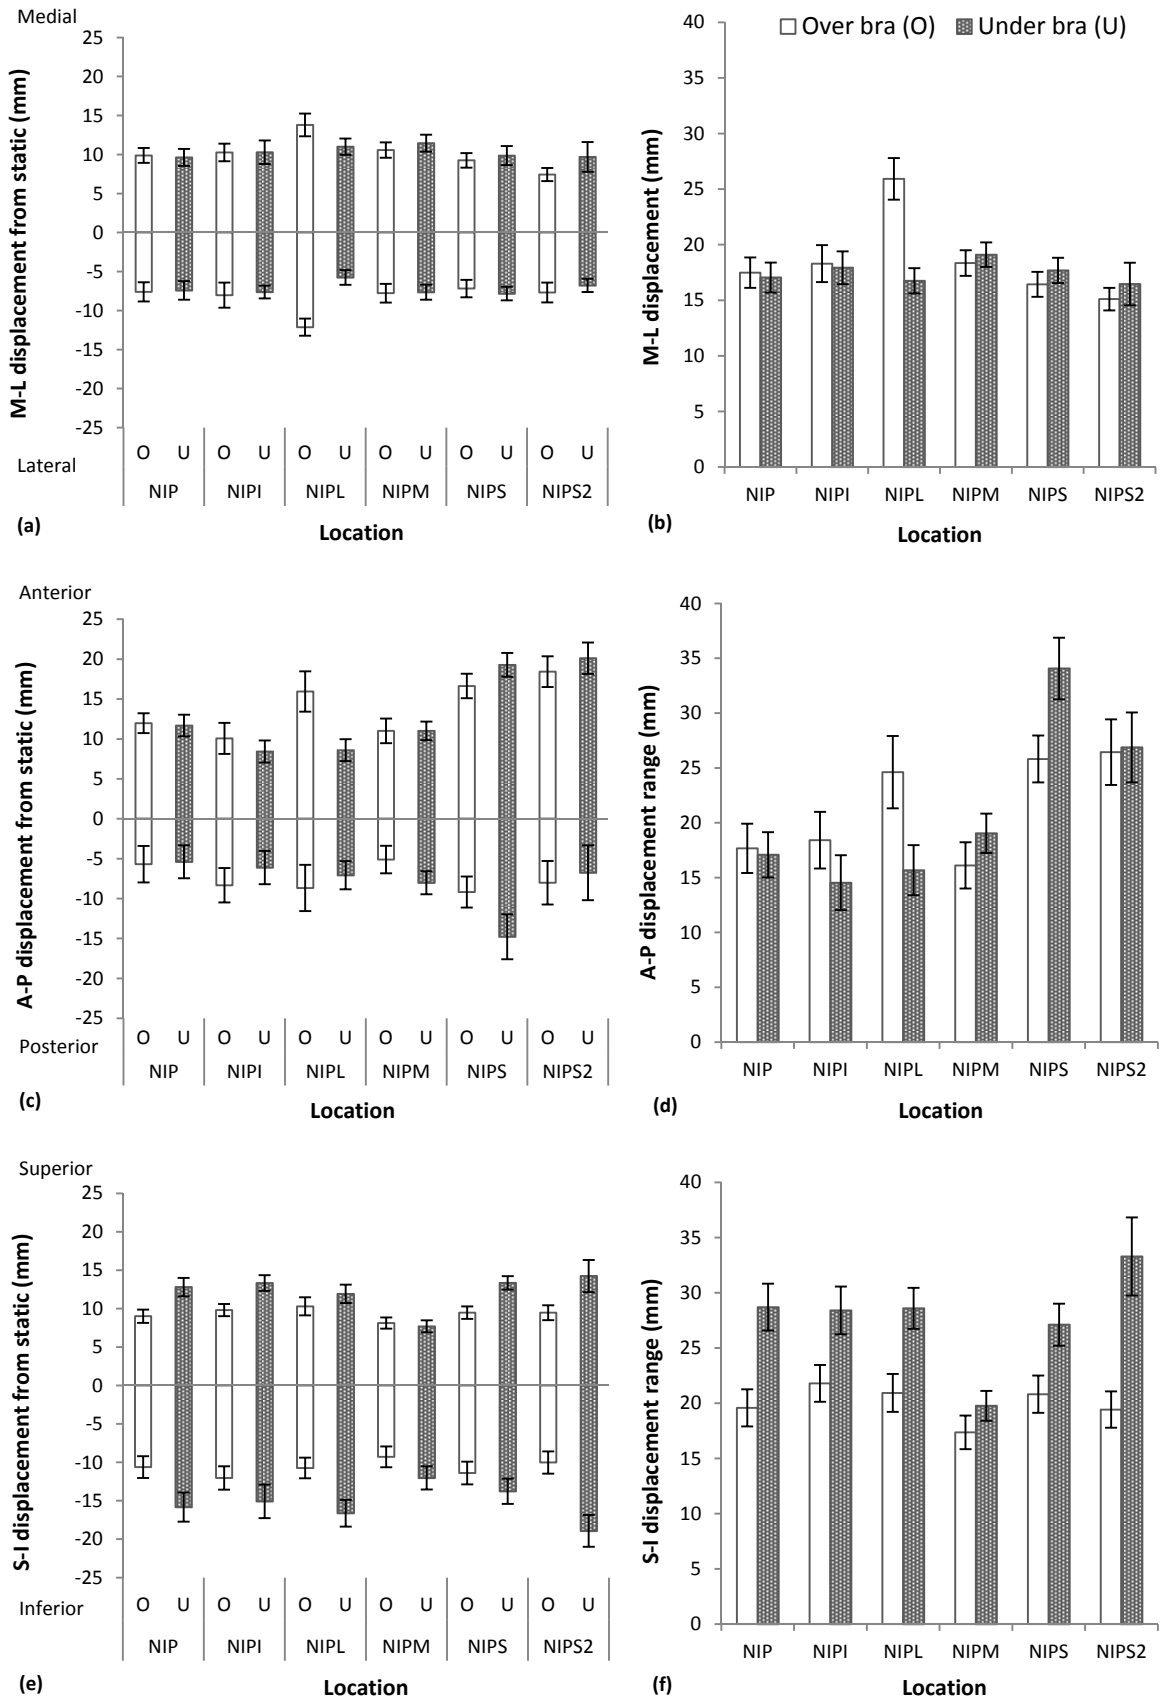 Medial
M-L displacement from static (mm)
25
20
15
10
5
0
-5
-10
-15
-20
-25
O U O U O U O U O U O U
Lateral
NIP NIPI NIPL NIPM NIPS NIPS2
(a)
Location
Over bra (O) Under bra (U)
M-L displacement (mm)
40
35
30
25
20
15
10
5
0
NIP NIPI NIPL NIPM NIPS NIPS2
(b)
Location
Anterior
A-P displacement from static (mm)
25
20
15
10
5
0
-5
-10
-15
-20
-25
O U O U O U O U O U O U
Posterior
NIP NIPI NIPL NIPM NIPS NIPS2
(c)
Location
A-P displacement range (mm)
40
35
30
25
20
15
10
5
0
NIP NIPI NIPL NIPM NIPS NIPS2
(d)
Location
Superior
S-I displacement from static (mm)
25
20
15
10
5
0
-5
-10
-15
-20
-25
O U O U O U O U O U O U
Inferior
NIP NIPI NIPL NIPM NIPS NIPS2
(e)
Location
S-I displacement range (mm)
40
35
30
25
20
15
10
5
0
NIP NIPI NIPL NIPM NIPS NIPS2
(f)
Location